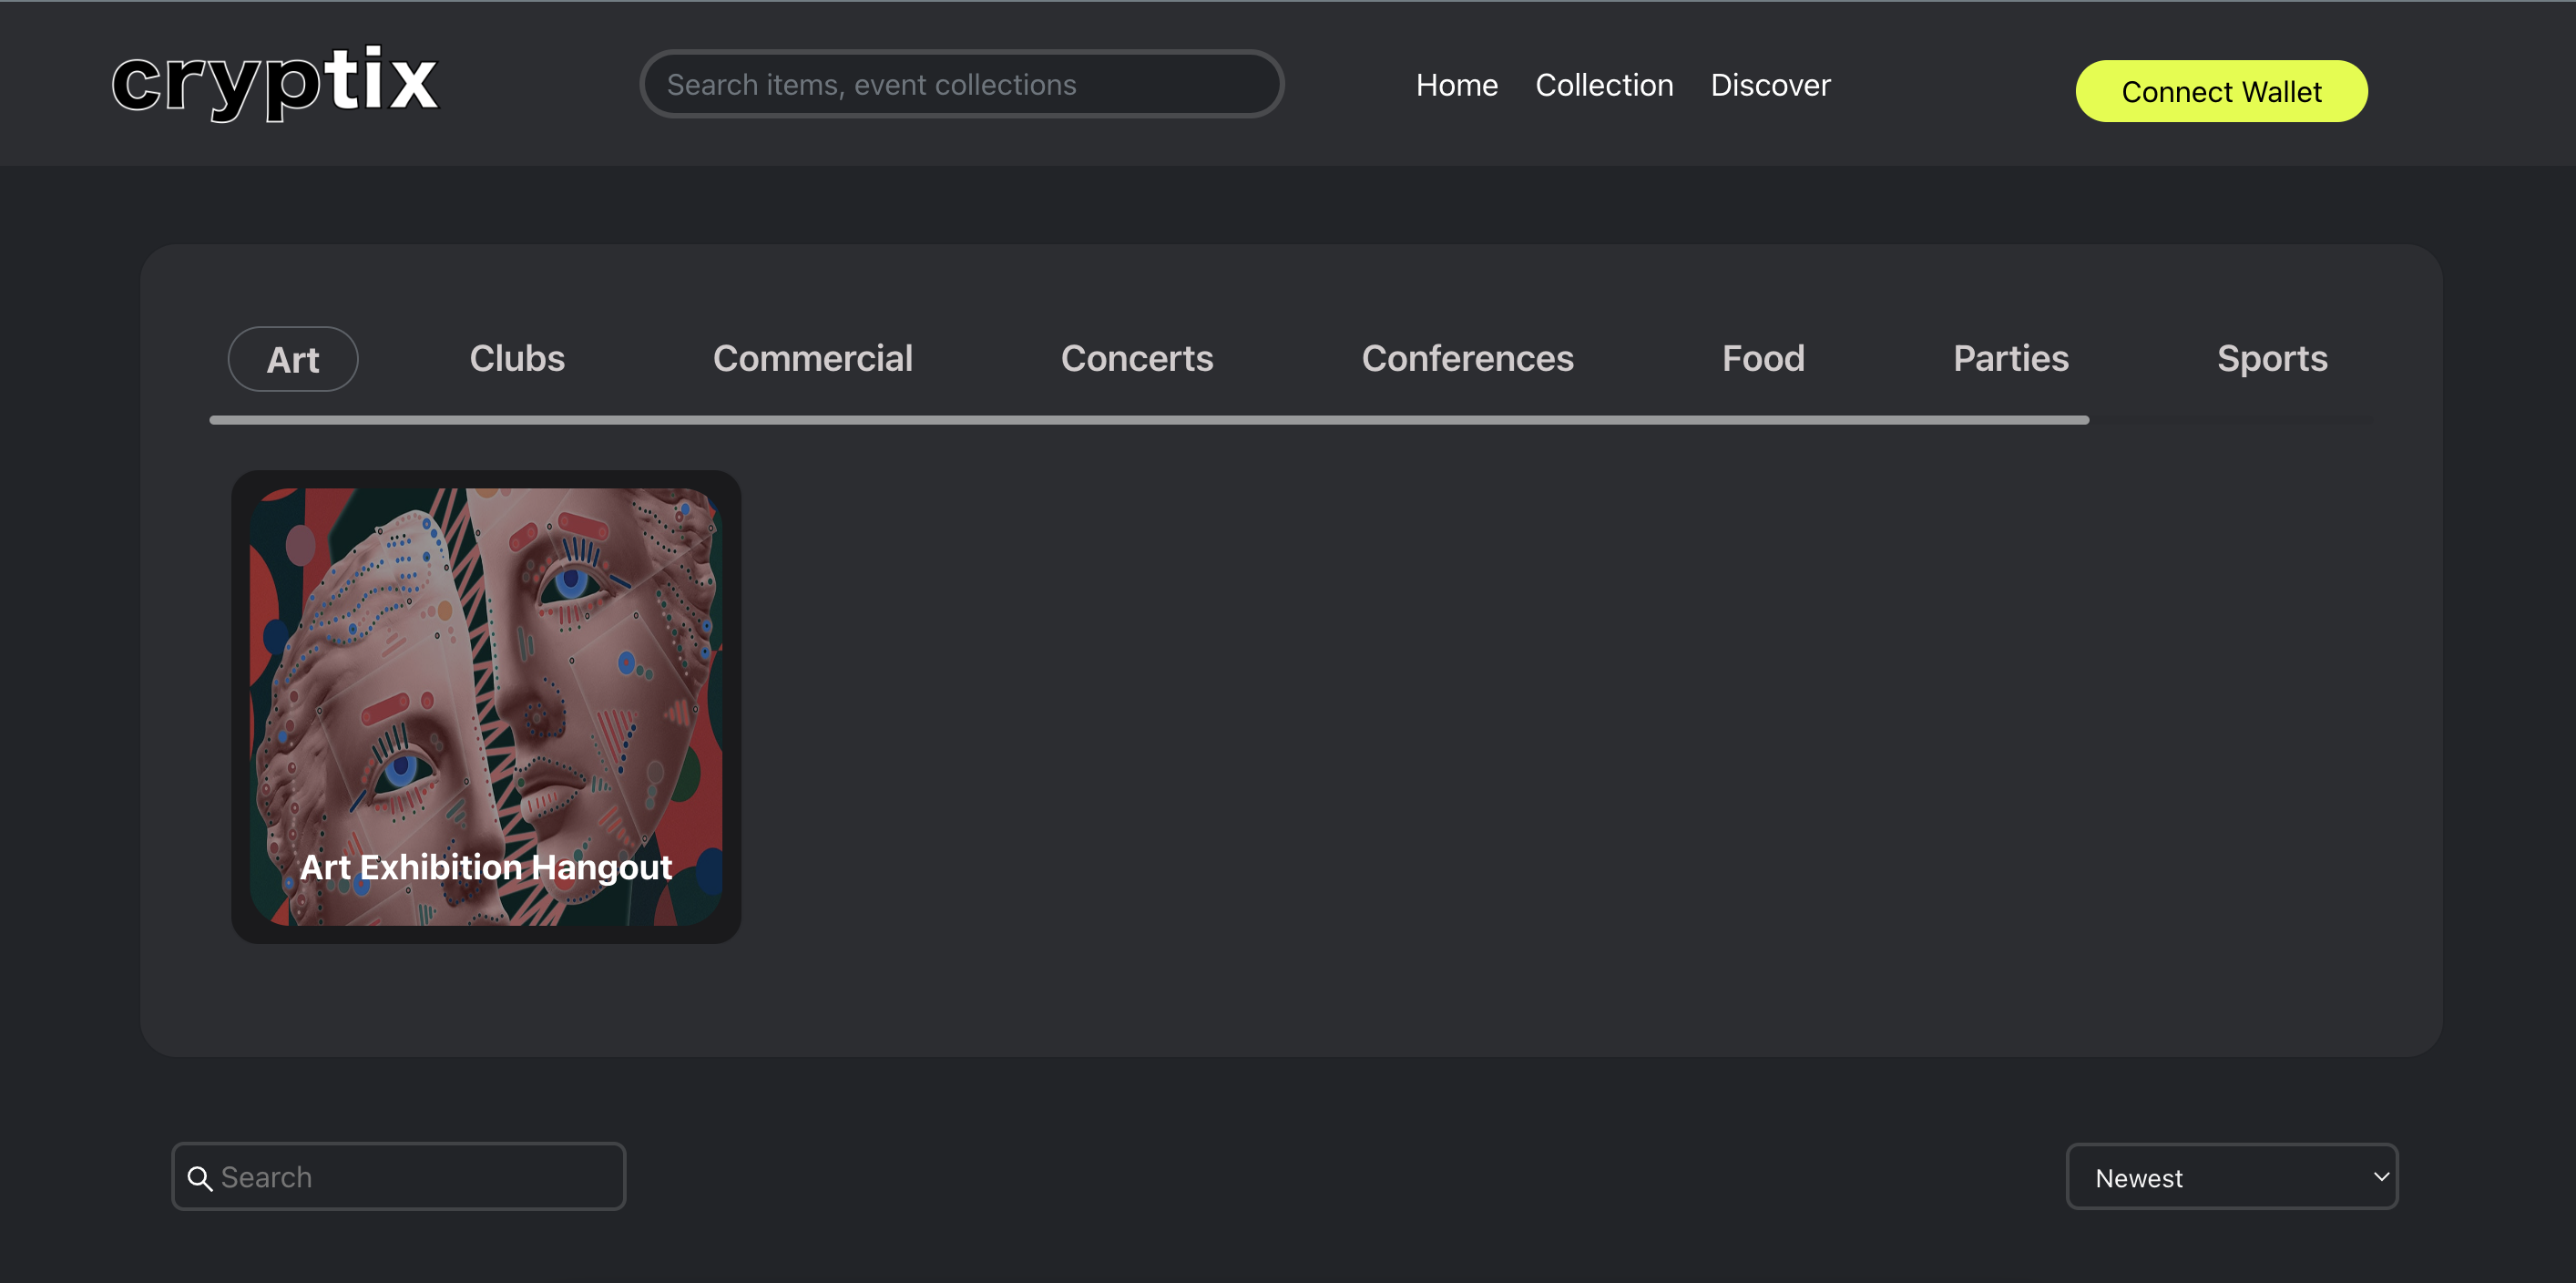 cryptix
Search items, event collections
Home Collection Discover
Connect Wallet
Art Clubs Commercial Concerts Conferences Food Parties Sports
Art Exhibition Hangout
Search
Newest